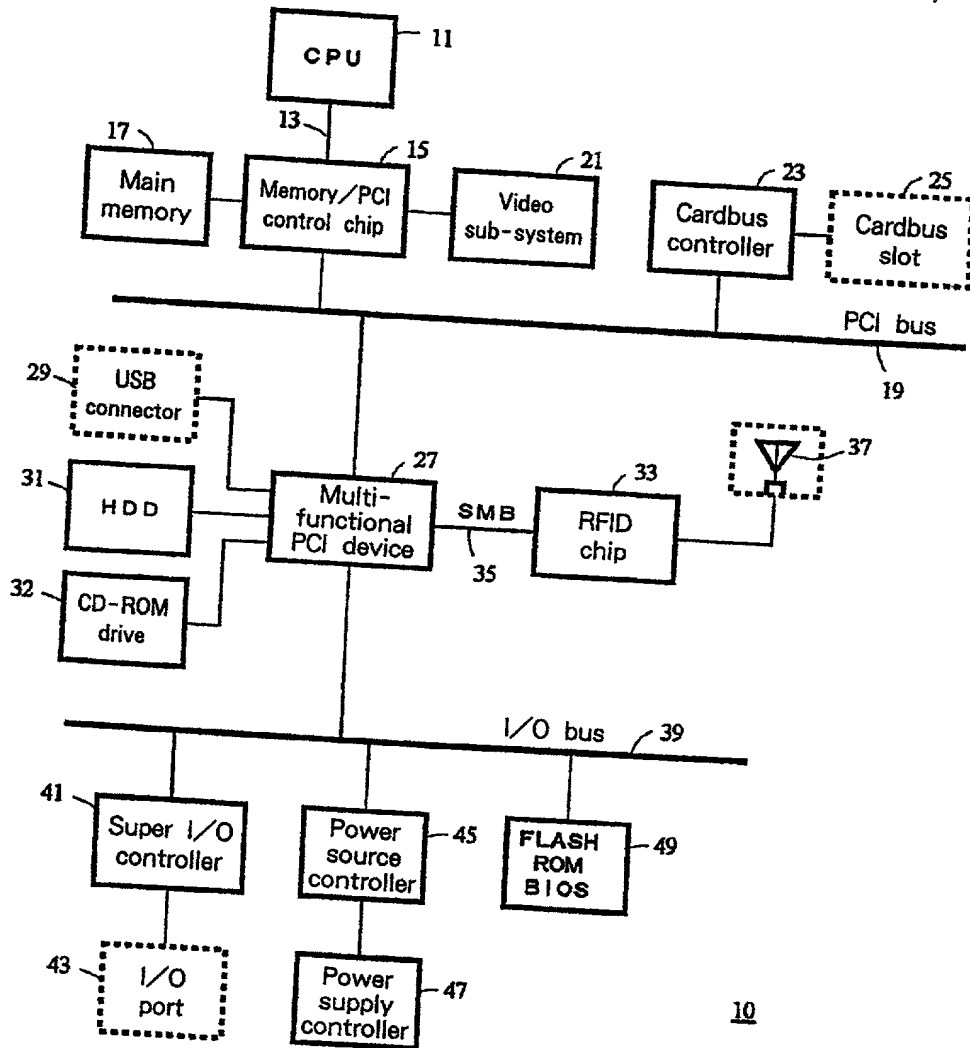 CPU
11
13
17
Main
memory
15
Memory/PCI
control chip
21
Video
sub-system
23
Cardbus
controller
25
Cardbus
slot
PCI bus
19
29
USB
connector
31
HDD
32
CD-ROM
drive
27
Multi-
functional
PCI device
SMB
35
33
RFID
chip
37
I/O bus
39
41
Super I/O
controller
43
I/O
port
Power
source
controller
45
Power
supply
controller
47
FLASH
ROM
BIOS
49
10